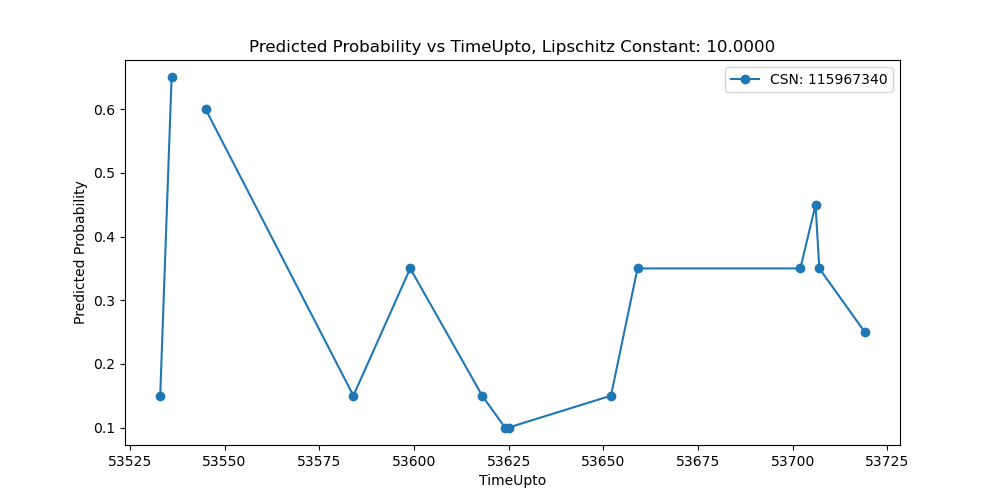 Predicted Probability vs TimeUpto, Lipschitz Constant: 10.0000
CSN: 115967340
Predicted Probability
0.6
0.5
0.4
0.3
0.2
0.1
53525 53550 53575 53600 53625 53650 53675 53700 53725
TimeUpto